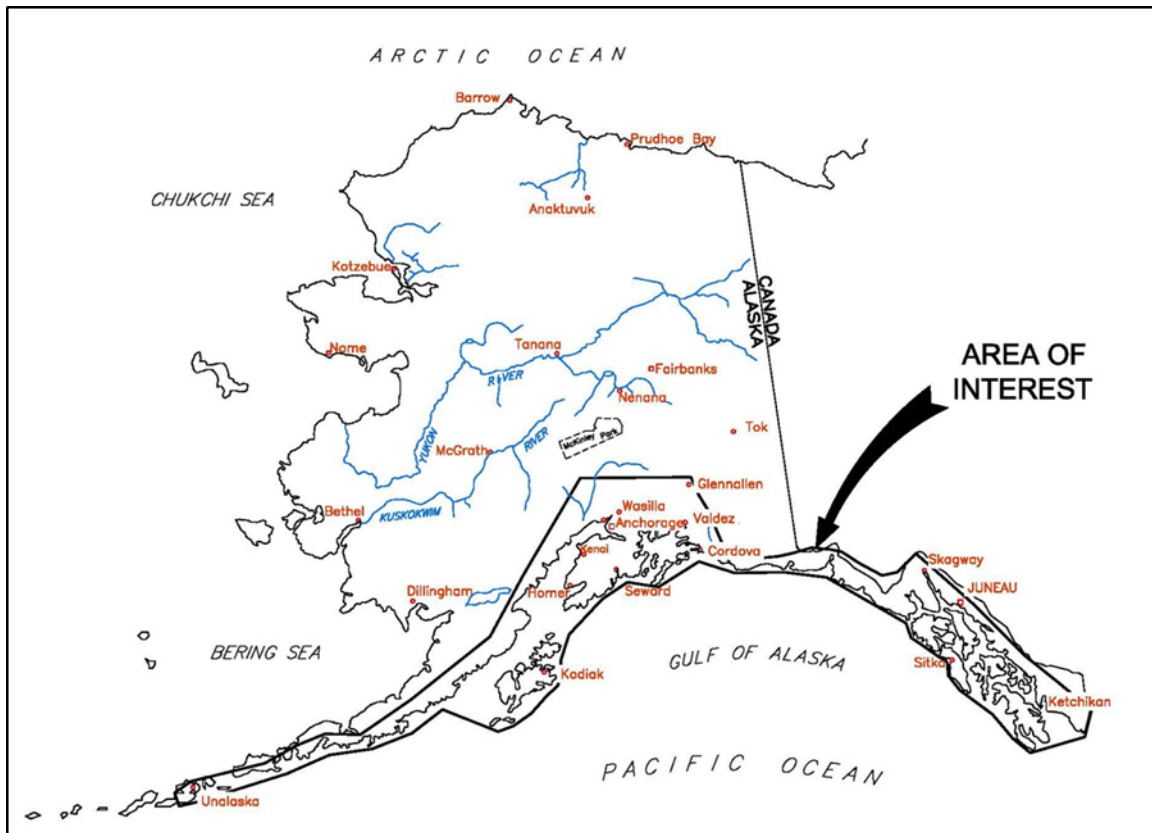 ARCTIC OCEAN
Barrow
Prudhoe Bay
CHUKCHI SEA
Anaktuvuk
Kotzebue
CANADA
ALASKA
Nome
Tanana
AREA OF
INTEREST
Fairbanks
RIVER
Nenana
YUKON
McGrath
RIVER
McKinley Park
Tok
Glennallen
Bethel
KUSKOKWIM
Wasilla
Anchorage
Valdez
Kenai
Cordova
Skagway
Dillingham
Homer
Seward
JUNEAU
BERING SEA
GULF OF ALASKA
Sitka
Kodiak
Ketchikan
PACIFIC OCEAN
Unalaska